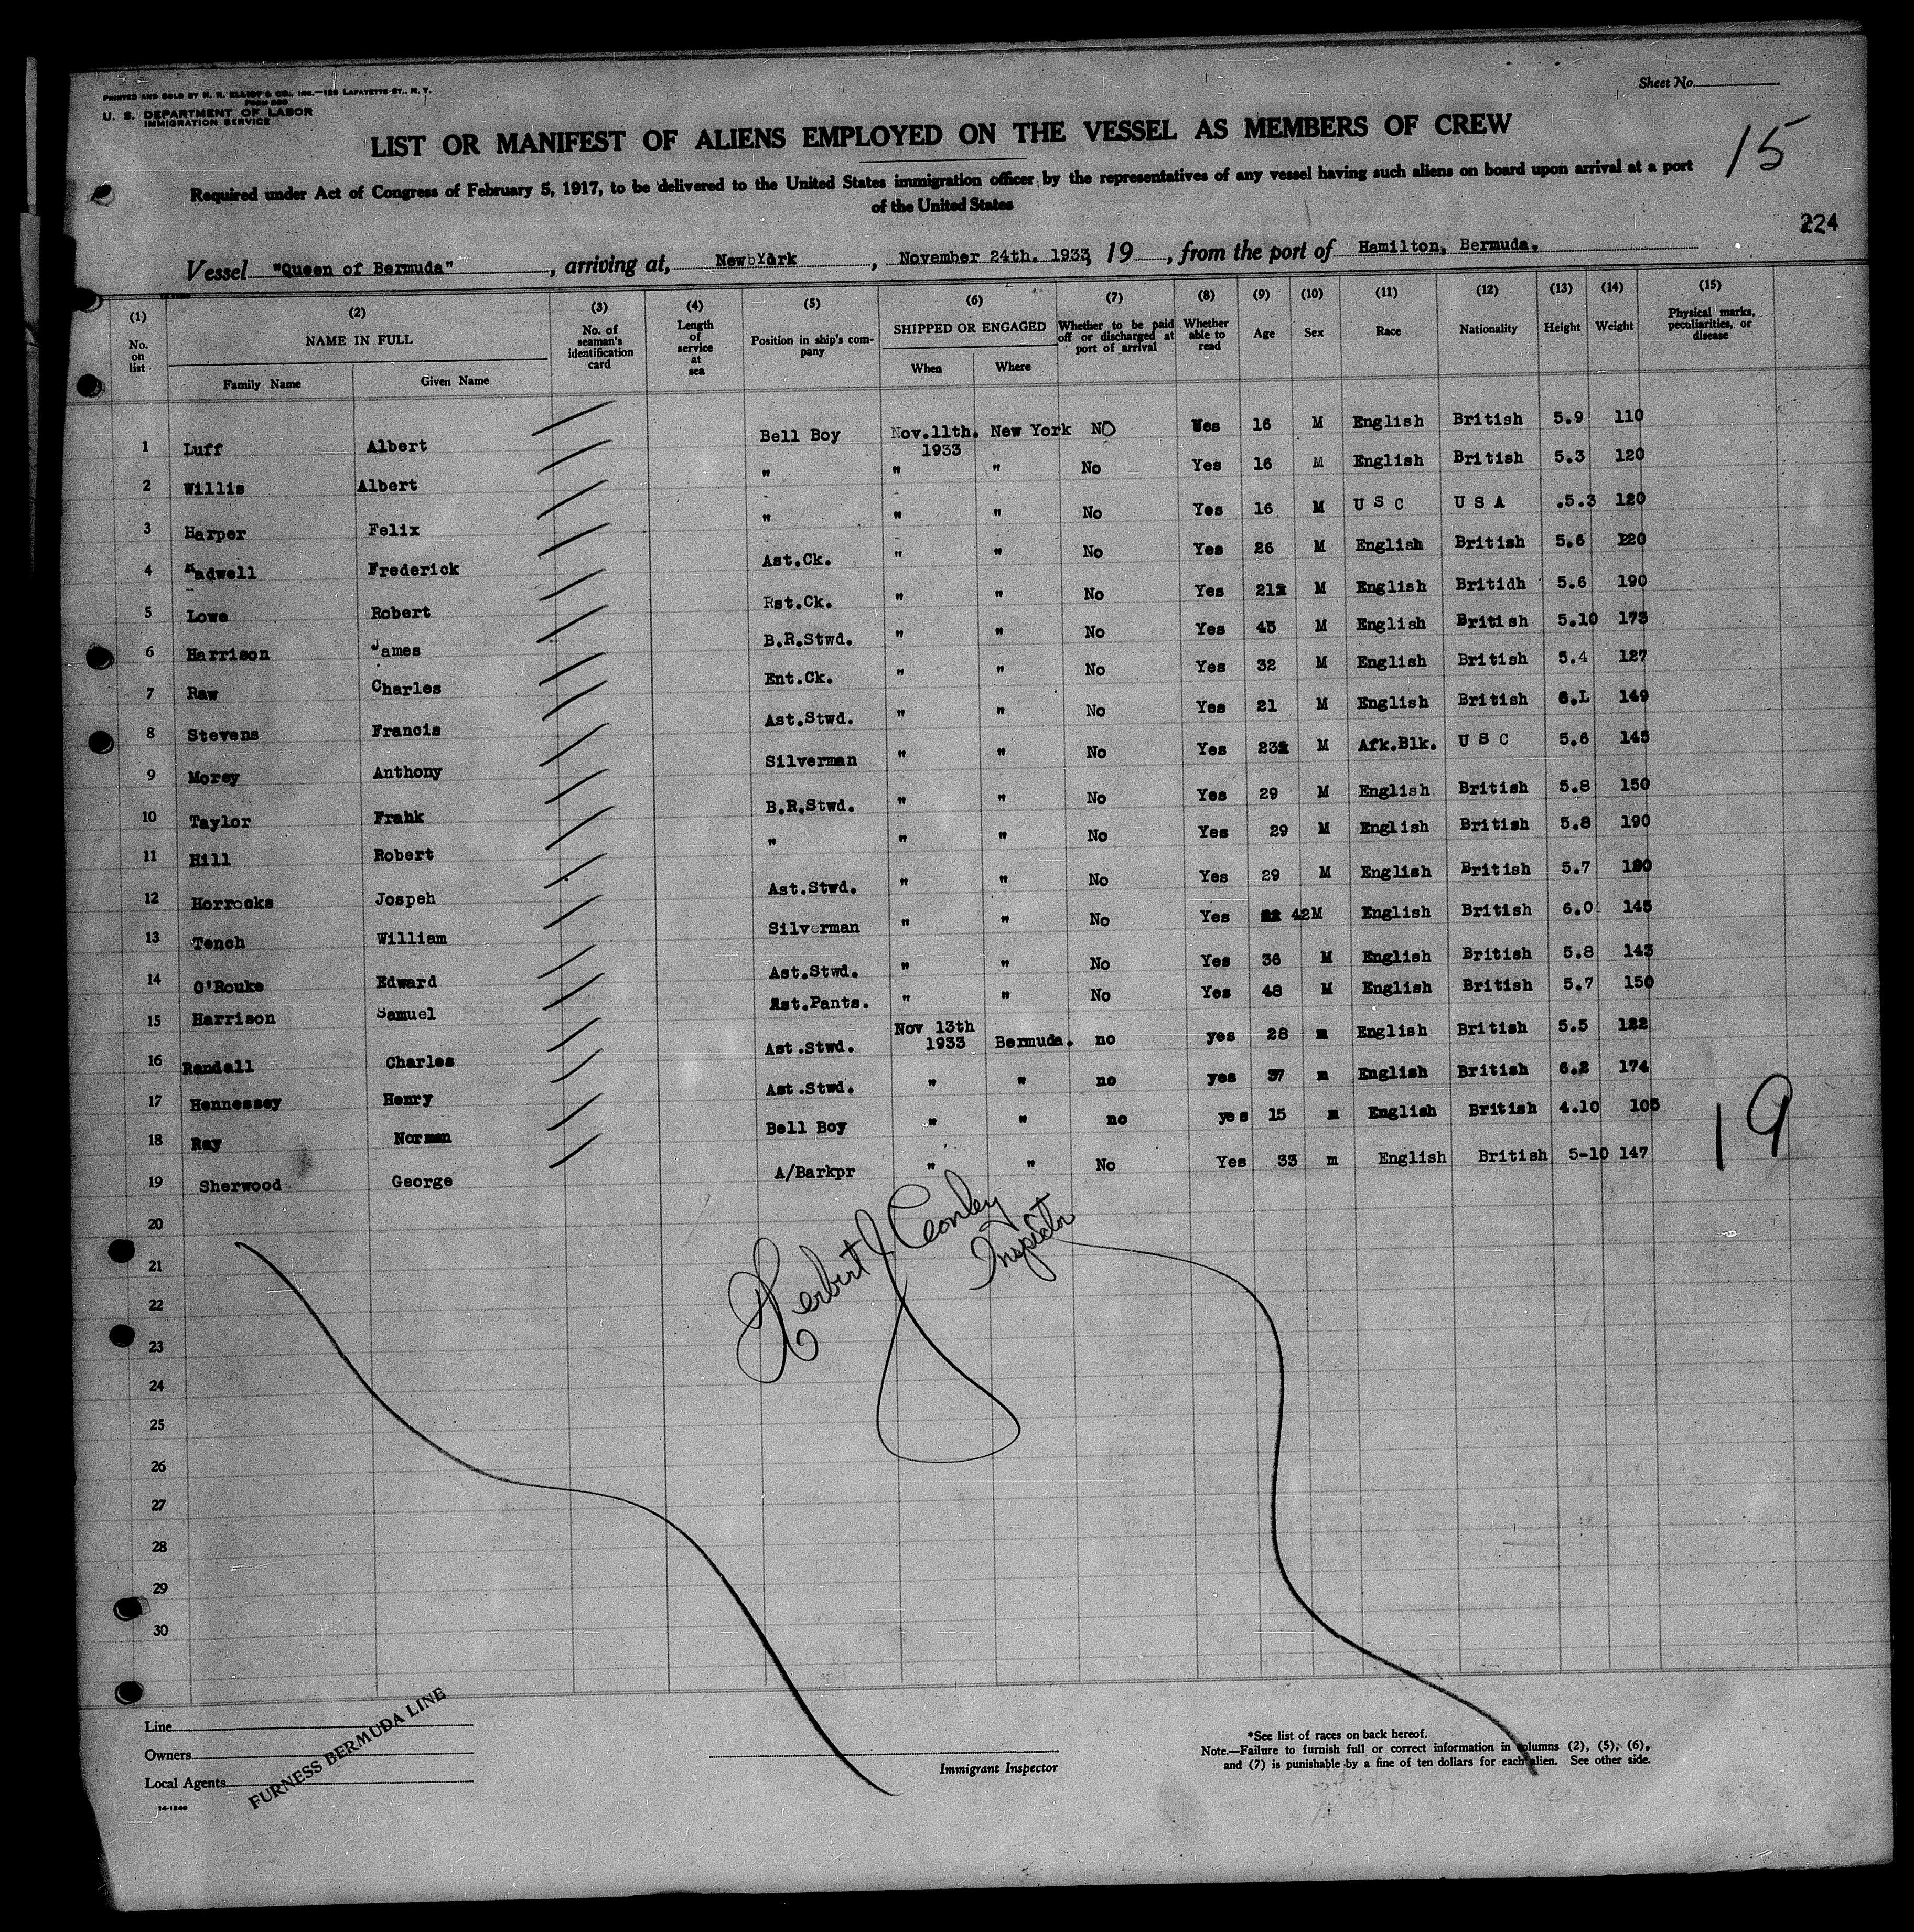 PRINTED AND SOLD BY H. R. ELLIOT & CO., INC.—120 LAFAYETTE ST., N. Y.
U. S. DEPARTMENT OF LABOR
IMMIGRATION SERVICE
Sheet No.
LIST OR MANIFEST OF ALIENS EMPLOYED ON THE VESSEL AS MEMBERS OF CREW
15
Required under Act of Congress of February 5, 1917, to be delivered to the United States immigration officer by the representatives of any vessel having such aliens on board upon arrival at a port
of the United States
224
Vessel "Queen of Bermuda" , arriving at, New York , November 24th. 1933, 19 , from the port of Hamilton, Bermuda.
(1) No. on list (2) NAME IN FULL Family Name Given Name (3) No. of seaman's identification card (4) Length of service at sea (5) Position in ship's company (6) SHIPPED OR ENGAGED When Where (7) Whether to be paid off or discharged at port of arrival (8) Whether able to read (9) Age (10) Sex (11) Race (12) Nationality (13) Height (14) Weight (15) Physical marks, peculiarities, or disease
1 Luff Albert Bell Boy Nov.11th. 1933 New York NO Yes 16 M English British 5.9 110
2 Willis Albert " " " No Yes 16 M English British 5.3 120
3 Harper Felix " " " No Yes 16 M U S C U S A .5.3 120
4 Kadwell Frederick Ast.Ck. " " No Yes 26 M English British 5.6 120
5 Lowe Robert Rst.Ck. " " No Yes 21 M English Britidh 5.6 190
6 Harrison James B.R.Stwd. " " No Yes 45 M English British 5.10 175
7 Raw Charles Ent.Ck. " " No Yes 32 M English British 5.4 127
8 Stevens Francis Ast.Stwd. " " No Yes 21 M English British 149
9 Morey Anthony Silverman " " No Yes 23 M Afk.Blk. U S C 5.6 145
10 Taylor Frank B.R.Stwd. " " No Yes 29 M English British 5.8 150
11 Hill Robert " " " No Yes 29 M English British 5.8 190
12 Horrocks Jospeh Ast.Stwd. " " No Yes 29 M English British 5.7
13 Tench William Silverman " " No Yes 42 M English British 6.0 145
14 O'Rouke Edward Ast.Stwd. " " No Yes 36 M English British 5.8 143
15 Harrison Samuel Ast.Pants. " " No Yes 48 M English British 5.7 150
16 Randall Charles Ast.Stwd. Nov 13th 1933 Bermuda. no yes 28 m English British 5.5 122
17 Hennessey Henry Ast.Stwd. " " no yes 37 m English British 6.2 174
18 Ray Norman Bell Boy " " no yes 15 m English British 4.10 105
19 Sherwood George A/Barkpr " " No Yes 33 m English British 5-10 147
19
20
21
22
23
24
25
26
27
28
29
30
Herbert J Conley
Inspector
Line
Owners
Local Agents
FURNESS BERMUDA LINE
14-1240
Immigrant Inspector
*See list of races on back hereof.
Note.—Failure to furnish full or correct information in columns (2), (5), (6),
and (7) is punishable by a fine of ten dollars for each alien. See other side.